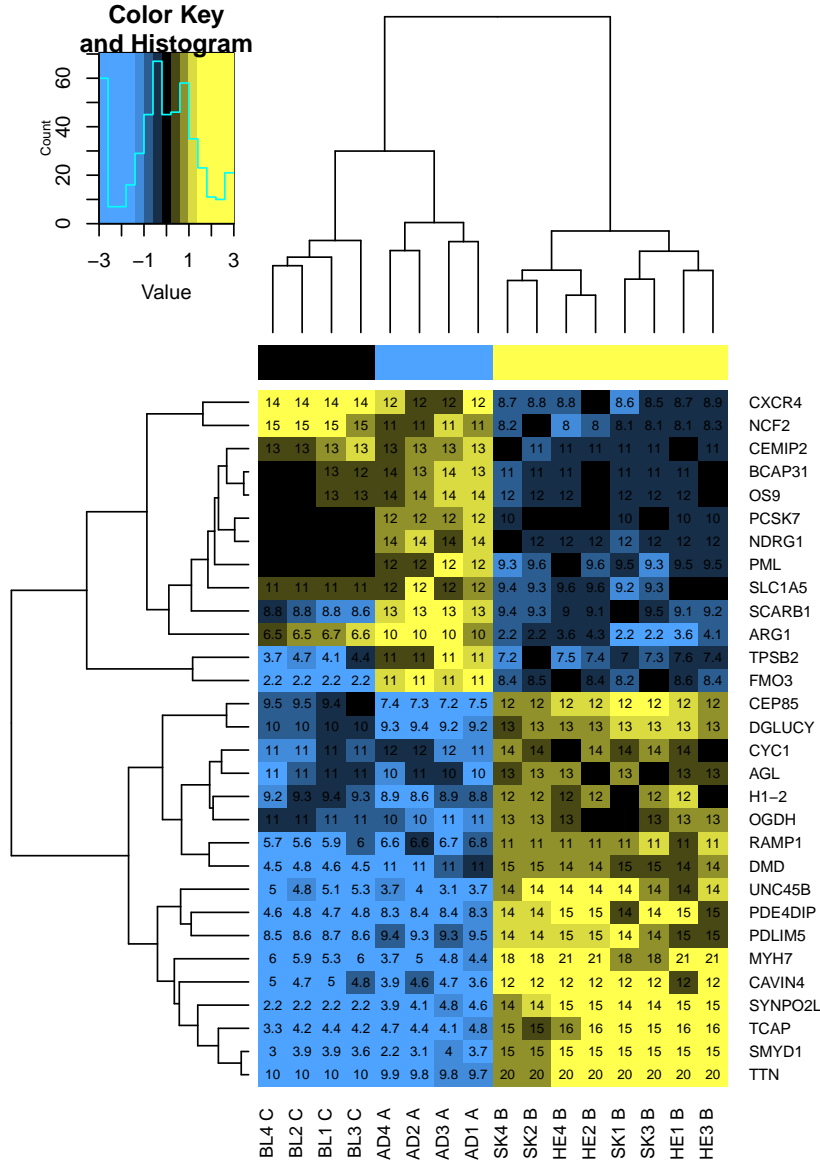 Color Key
and Histogram
Count
0 20 40 60
−3 −1 1 3
Value
14 14 14 14 12 12 12 12 8.7 8.8 8.8 8.6 8.5 8.7 8.9 CXCR4
15 15 15 15 11 11 11 11 8.2 8 8 8.1 8.1 8.1 8.3 NCF2
13 13 13 13 13 13 13 13 11 11 11 11 11 11 CEMIP2
13 12 14 13 14 13 11 11 11 11 11 11 BCAP31
13 13 14 14 14 14 12 12 12 12 12 12 OS9
12 12 12 12 10 10 10 10 PCSK7
14 14 14 14 12 12 12 12 12 12 12 NDRG1
12 12 12 12 9.3 9.6 9.6 9.5 9.3 9.5 9.5 PML
11 11 11 11 11 12 12 12 9.4 9.3 9.6 9.6 9.2 9.3 SLC1A5
8.8 8.8 8.8 8.6 13 13 13 13 9.4 9.3 9 9.1 9.5 9.1 9.2 SCARB1
6.5 6.5 6.7 6.6 10 10 10 10 2.2 2.2 3.6 4.3 2.2 2.2 3.6 4.1 ARG1
3.7 4.7 4.1 4.4 11 11 11 11 7.2 7.5 7.4 7 7.3 7.6 7.4 TPSB2
2.2 2.2 2.2 2.2 11 11 11 11 8.4 8.5 8.4 8.2 8.6 8.4 FMO3
9.5 9.5 9.4 7.4 7.3 7.2 7.5 12 12 12 12 12 12 12 12 CEP85
10 10 10 10 9.3 9.4 9.2 9.2 13 13 13 13 13 13 13 13 DGLUCY
11 11 11 11 12 12 12 11 14 14 14 14 14 14 CYC1
11 11 11 11 10 11 10 10 13 13 13 13 13 13 AGL
9.2 9.3 9.4 9.3 8.9 8.6 8.9 8.8 12 12 12 12 12 12 H1−2
11 11 11 11 10 10 11 11 13 13 13 13 13 13 OGDH
5.7 5.6 5.9 6 6.6 6.6 6.7 6.8 11 11 11 11 11 11 11 11 RAMP1
4.5 4.8 4.6 4.5 11 11 11 11 15 15 14 14 15 15 14 14 DMD
5 4.8 5.1 5.3 3.7 4 3.1 3.7 14 14 14 14 14 14 14 14 UNC45B
4.6 4.8 4.7 4.8 8.3 8.4 8.4 8.3 14 14 15 15 14 14 15 15 PDE4DIP
8.5 8.6 8.7 8.6 9.4 9.3 9.3 9.5 14 14 15 15 14 14 15 15 PDLIM5
6 5.9 5.3 6 3.7 5 4.8 4.4 18 18 21 21 18 18 21 21 MYH7
5 4.7 5 4.8 3.9 4.6 4.7 3.6 12 12 12 12 12 12 12 12 CAVIN4
2.2 2.2 2.2 2.2 3.9 4.1 4.8 4.6 14 14 15 15 14 14 14 15 SYNPO2L
3.3 4.2 4.4 4.2 4.7 4.4 4.1 4.8 15 15 16 16 15 15 16 16 TCAP
3 3.9 3.9 3.6 2.2 3.1 4 3.7 15 15 15 15 15 15 15 15 SMYD1
10 10 10 10 9.9 9.8 9.8 9.7 20 20 20 20 20 20 20 20 TTN
BL4 C
BL2 C
BL1 C
BL3 C
AD4 A
AD2 A
AD3 A
AD1 A
SK4 B
SK2 B
HE4 B
HE2 B
SK1 B
SK3 B
HE1 B
HE3 B